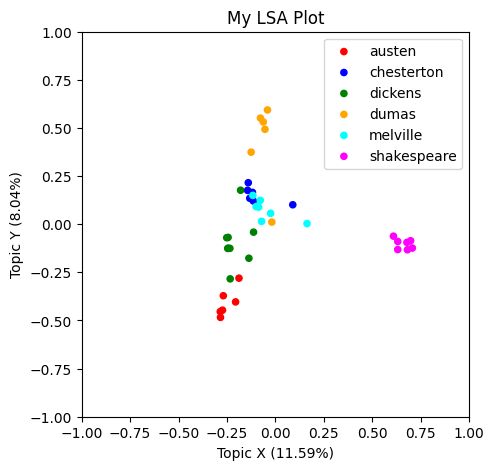 My LSA Plot
1.00
0.75
0.50
0.25
0.00
−0.25
−0.50
−0.75
−1.00
Topic Y (8.04%)
austen
chesterton
dickens
dumas
melville
shakespeare
−1.00 −0.75 −0.50 −0.25 0.00 0.25 0.50 0.75 1.00
Topic X (11.59%)